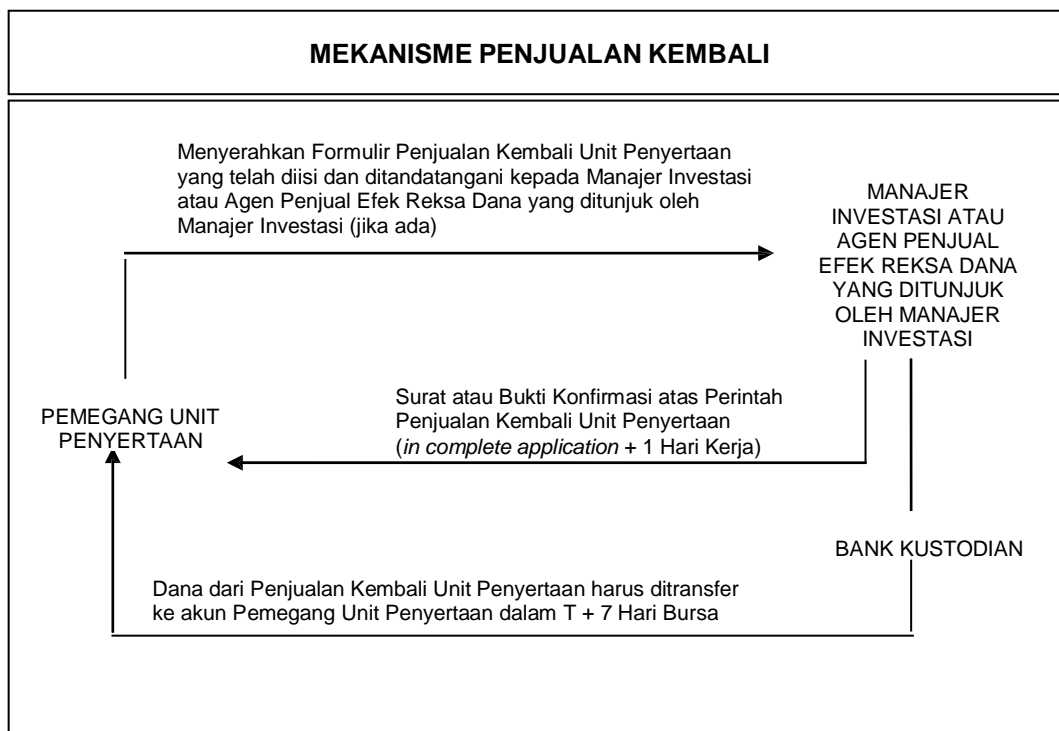 MEKANISME PENJUALAN KEMBALI
Menyerahkan Formulir Penjualan Kembali Unit Penyertaan
yang telah diisi dan ditandatangani kepada Manajer Investasi
atau Agen Penjual Efek Reksa Dana yang ditunjuk oleh
Manajer Investasi (jika ada)
MANAJER
INVESTASI ATAU
AGEN PENJUAL
EFEK REKSA DANA
YANG DITUNJUK
OLEH MANAJER
INVESTASI
PEMEGANG UNIT
PENYERTAAN
Surat atau Bukti Konfirmasi atas Perintah
Penjualan Kembali Unit Penyertaan
(in complete application + 1 Hari Kerja)
BANK KUSTODIAN
Dana dari Penjualan Kembali Unit Penyertaan harus ditransfer
ke akun Pemegang Unit Penyertaan dalam T + 7 Hari Bursa